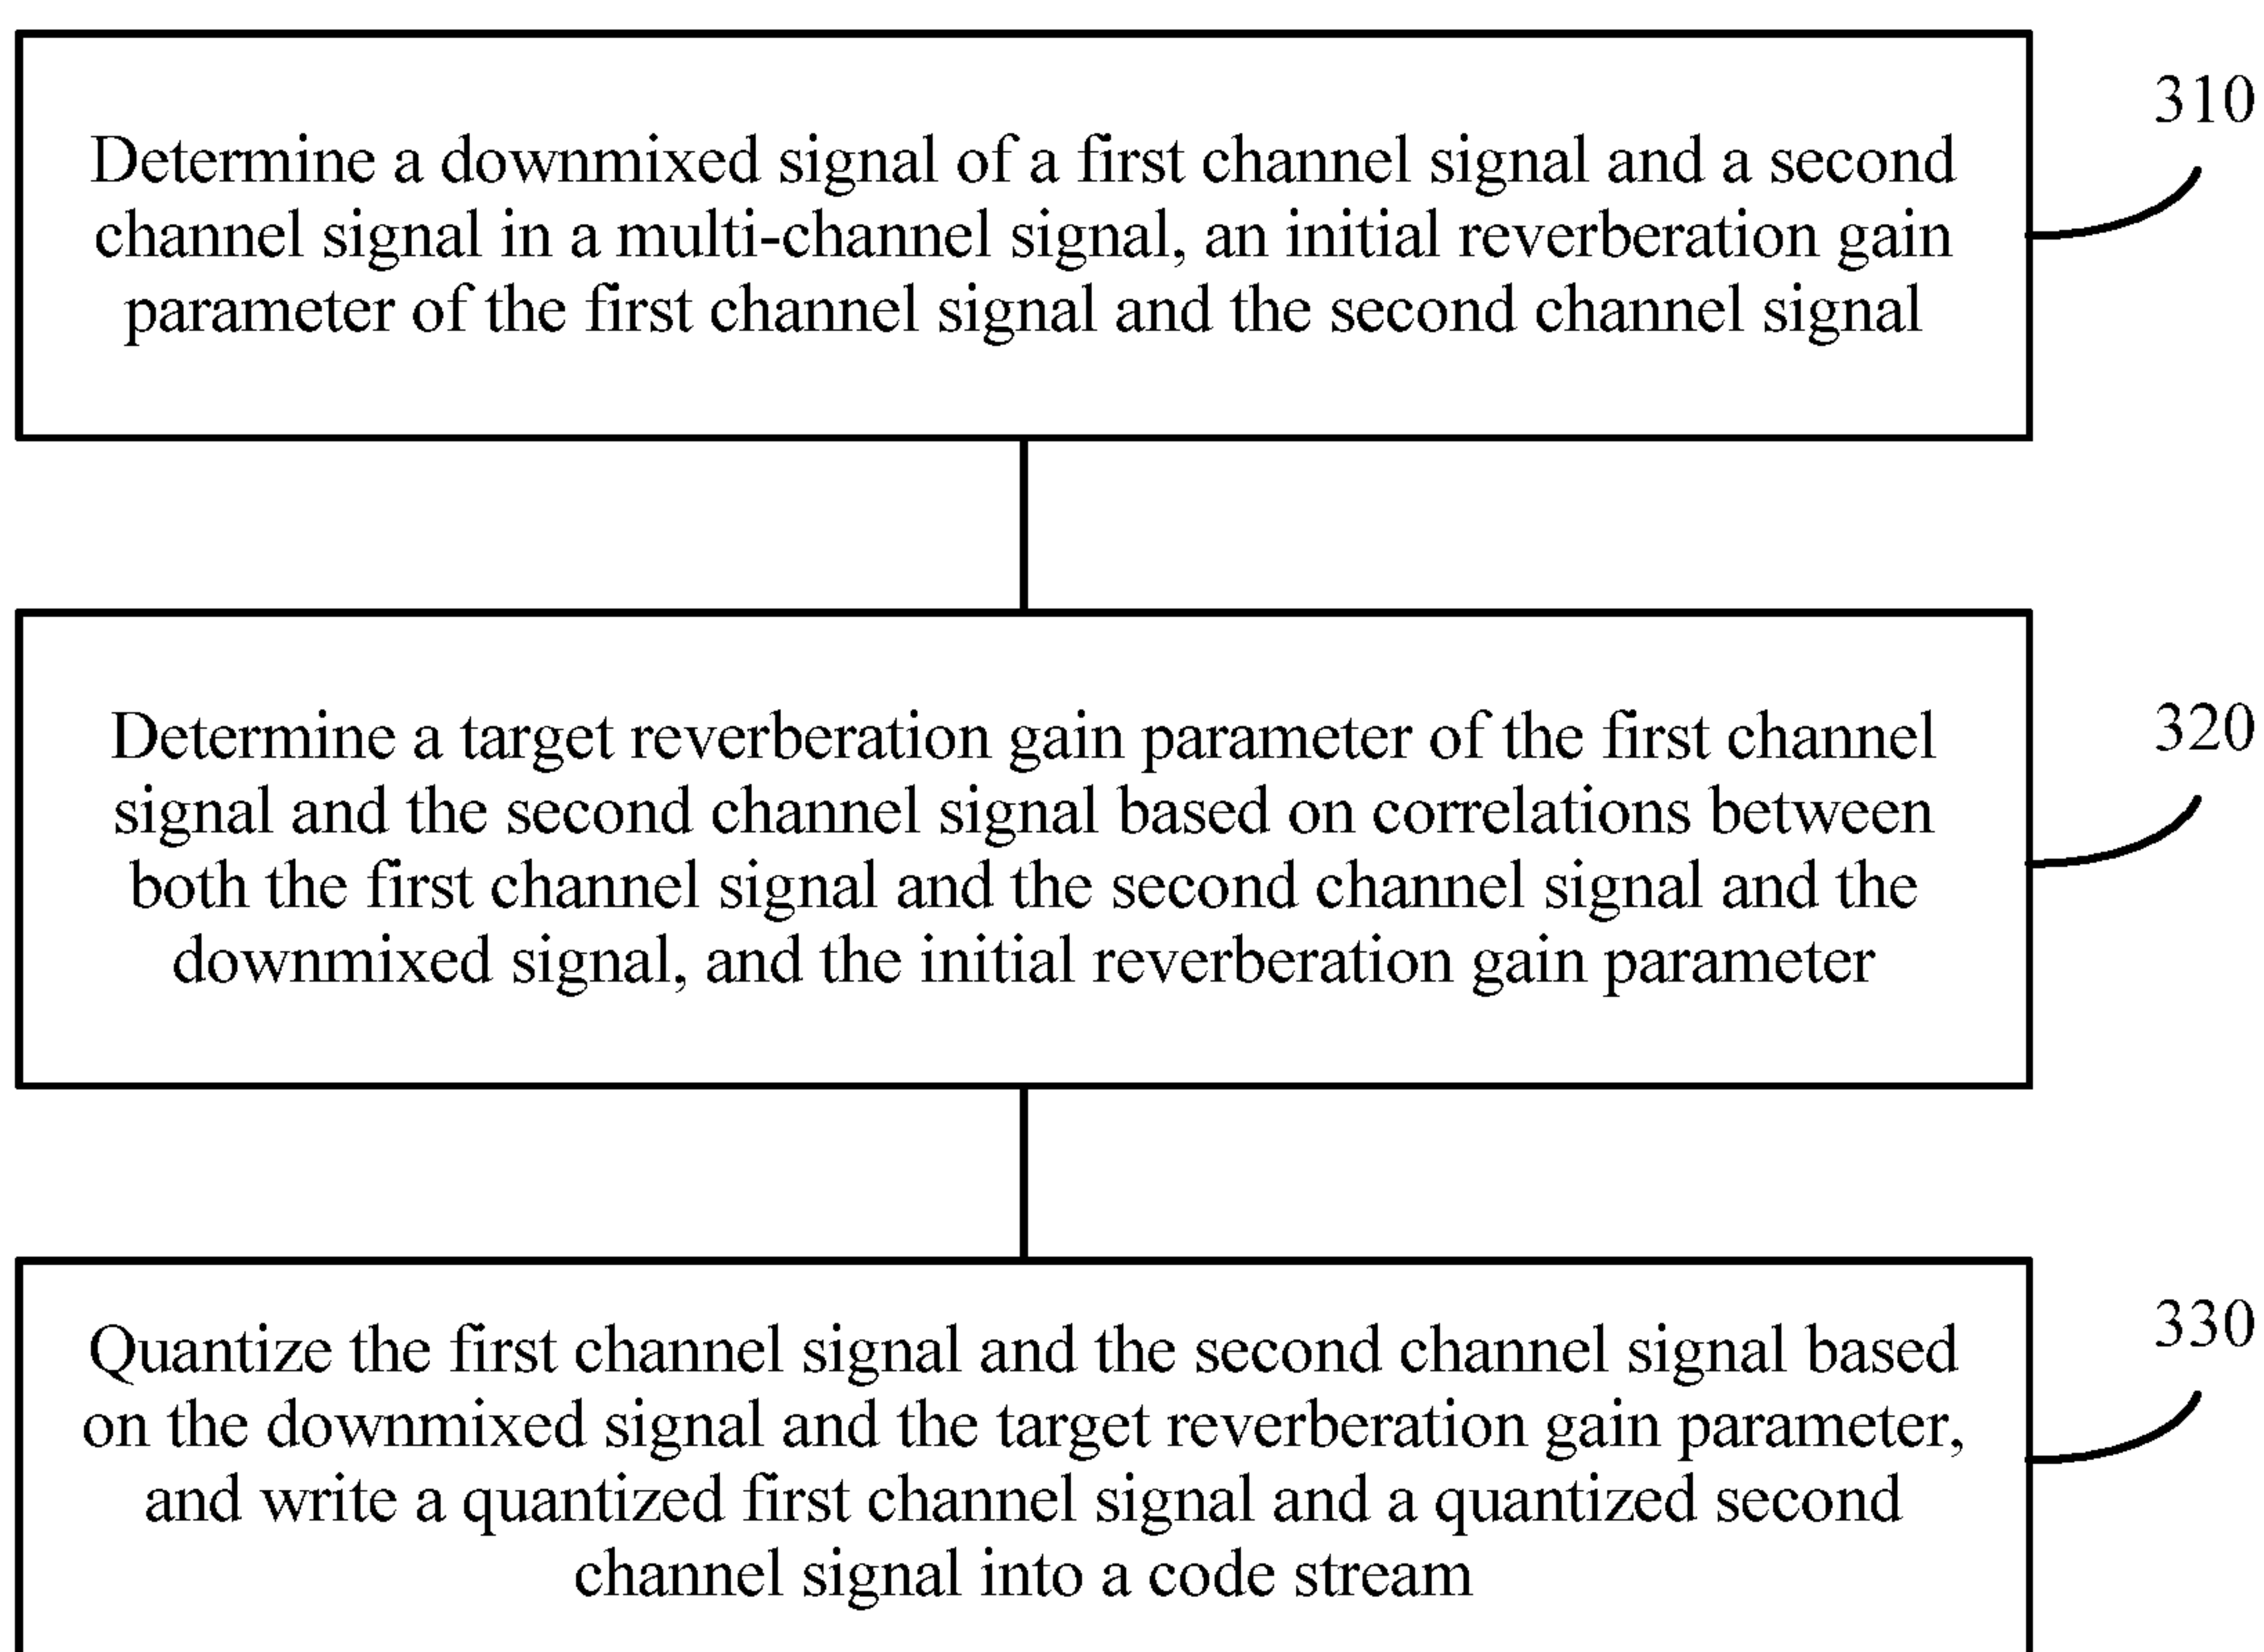 310
Determine a downmixed signal of a first channel signal and a second
channel signal in a multi-channel signal, an initial reverberation gain
parameter of the first channel signal and the second channel signal
320
Determine a target reverberation gain parameter of the first channel
signal and the second channel signal based on correlations between
both the first channel signal and the second channel signal and the
downmixed signal, and the initial reverberation gain parameter
330
Quantize the first channel signal and the second channel signal based
on the downmixed signal and the target reverberation gain parameter,
and write a quantized first channel signal and a quantized second
channel signal into a code stream